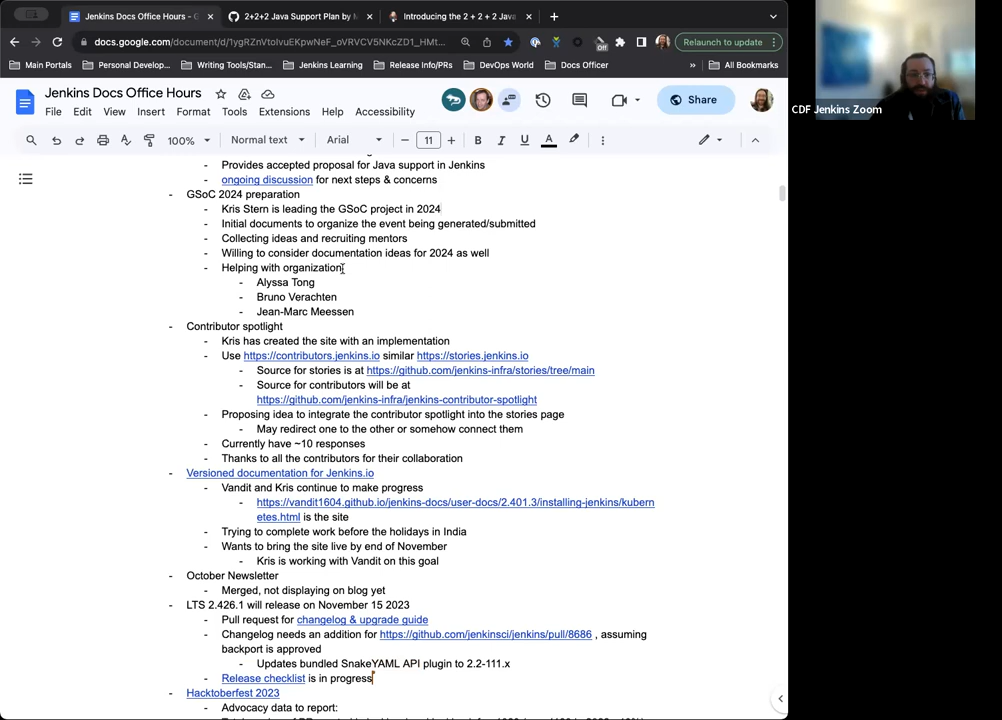 Jenkins Docs Office Hours - G
2+2+2 Java Support Plan by M
Introducing the 2 + 2 + 2 Java
docs.google.com/document/d/1ygRZnVtoIvuEKpwNeF_oVRVCV5NKcZD1_HMt...
Off
Relaunch to update
Main Portals
Personal Develop...
Writing Tools/Stan...
Jenkins Learning
Release Info/PRs
DevOps World
Docs Officer
»
All Bookmarks
Jenkins Docs Office Hours
File Edit View Insert Format Tools Extensions Help Accessibility
Share
CDF Jenkins Zoom
100% Normal text Arial 11 B I U A
- Provides accepted proposal for Java support in Jenkins
- ongoing discussion for next steps & concerns
- GSoC 2024 preparation
- Kris Stern is leading the GSoC project in 2024
- Initial documents to organize the event being generated/submitted
- Collecting ideas and recruiting mentors
- Willing to consider documentation ideas for 2024 as well
- Helping with organization
- Alyssa Tong
- Bruno Verachten
- Jean-Marc Meessen
- Contributor spotlight
- Kris has created the site with an implementation
- Use https://contributors.jenkins.io similar https://stories.jenkins.io
- Source for stories is at https://github.com/jenkins-infra/stories/tree/main
- Source for contributors will be at
https://github.com/jenkins-infra/jenkins-contributor-spotlight
- Proposing idea to integrate the contributor spotlight into the stories page
- May redirect one to the other or somehow connect them
- Currently have ~10 responses
- Thanks to all the contributors for their collaboration
- Versioned documentation for Jenkins.io
- Vandit and Kris continue to make progress
- https://vandit1604.github.io/jenkins-docs/user-docs/2.401.3/installing-jenkins/kubern
etes.html is the site
- Trying to complete work before the holidays in India
- Wants to bring the site live by end of November
- Kris is working with Vandit on this goal
- October Newsletter
- Merged, not displaying on blog yet
- LTS 2.426.1 will release on November 15 2023
- Pull request for changelog & upgrade guide
- Changelog needs an addition for https://github.com/jenkinsci/jenkins/pull/8686 , assuming
backport is approved
- Updates bundled SnakeYAML API plugin to 2.2-111.x
- Release checklist is in progress
- Hacktoberfest 2023
- Advocacy data to report: